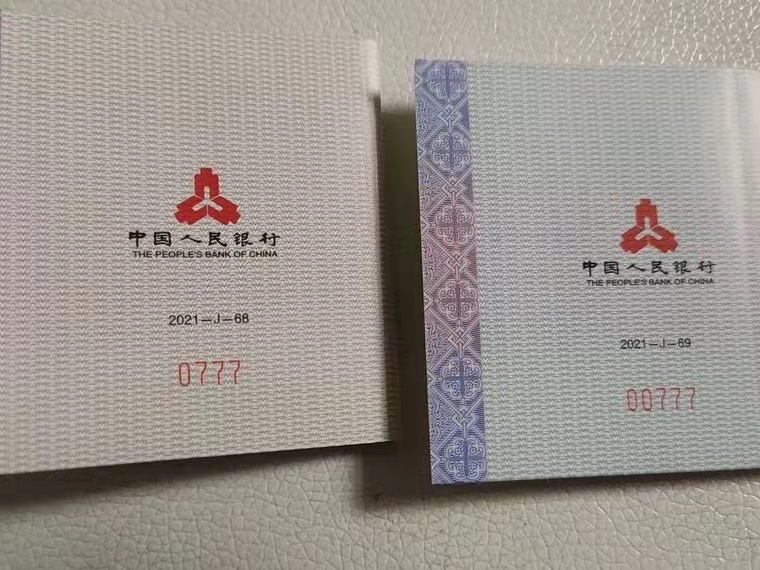 中国人民银行
THE PEOPLE'S BANK OF CHINA
2021-J-68
0777
中国人民银行
THE PEOPLE'S BANK OF CHINA
2021-J-69
00777